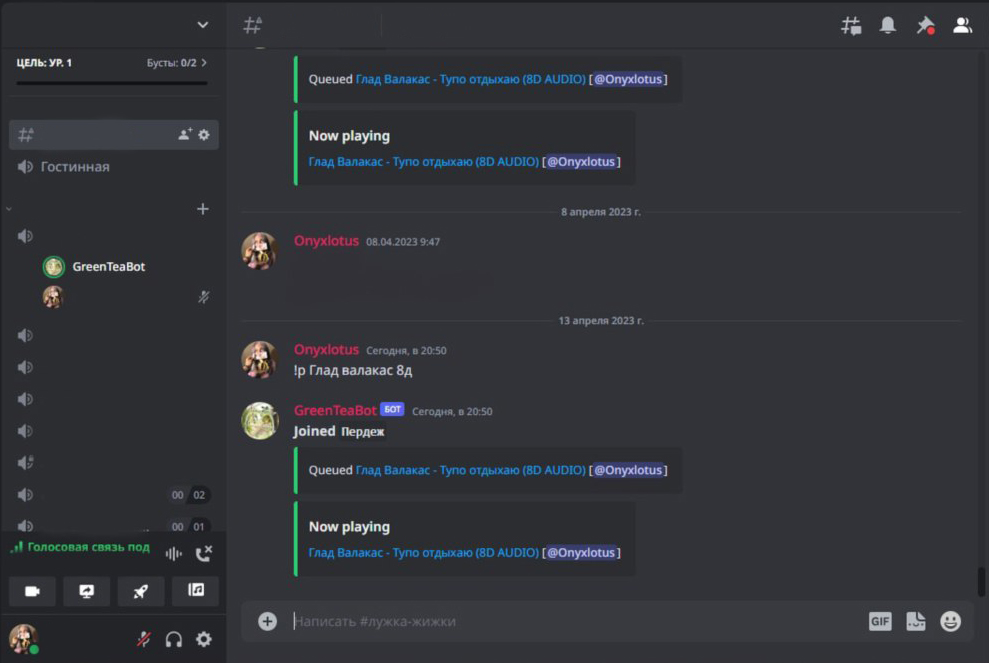 ЦЕЛЬ: УР. 1
Бусты: 0/2
Гостинная
GreenTeaBot
00 02
00 01
Голосовая связь под
Queued Глад Валакас - Тупо отдыхаю (8D AUDIO) [@Onyxlotus]
Now playing
Глад Валакас - Тупо отдыхаю (8D AUDIO) [@Onyxlotus]
8 апреля 2023 г.
Onyxlotus 08.04.2023 9:47
13 апреля 2023 г.
Onyxlotus Сегодня, в 20:50
!p Глад валакас 8д
GreenTeaBot БОТ Сегодня, в 20:50
Joined Пердеж
Queued Глад Валакас - Тупо отдыхаю (8D AUDIO) [@Onyxlotus]
Now playing
Глад Валакас - Тупо отдыхаю (8D AUDIO) [@Onyxlotus]
Написать #лужка-жижки
GIF